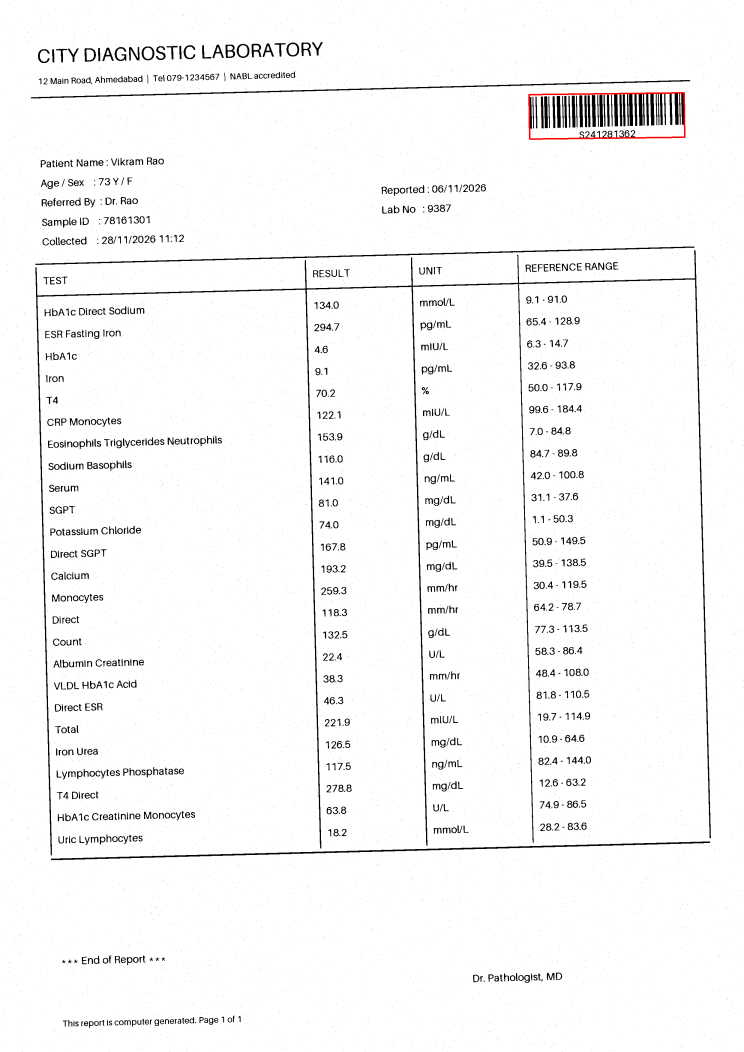 CITY DIAGNOSTIC LABORATORY
12 Main Road, Ahmedabad | Tel 079-1234567 | NABL accredited
S241281362
Patient Name : Vikram Rao
Age / Sex : 73 Y / F
Referred By : Dr. Rao
Sample ID : 78161301
Collected : 28/11/2026 11:12
Reported : 06/11/2026
Lab No : 9387
TEST RESULT UNIT REFERENCE RANGE
HbA1c Direct Sodium 134.0 mmol/L 9.1 - 91.0
ESR Fasting Iron 294.7 pg/mL 65.4 - 128.9
HbA1c 4.6 mIU/L 6.3 - 14.7
Iron 9.1 pg/mL 32.6 - 93.8
T4 70.2 % 50.0 - 117.9
CRP Monocytes 122.1 mIU/L 99.6 - 184.4
Eosinophils Triglycerides Neutrophils 153.9 g/dL 7.0 - 84.8
Sodium Basophils 116.0 g/dL 84.7 - 89.8
Serum 141.0 ng/mL 42.0 - 100.8
SGPT 81.0 mg/dL 31.1 - 37.6
Potassium Chloride 74.0 mg/dL 1.1 - 50.3
Direct SGPT 167.8 pg/mL 50.9 - 149.5
Calcium 193.2 mg/dL 39.5 - 138.5
Monocytes 259.3 mm/hr 30.4 - 119.5
Direct 118.3 mm/hr 64.2 - 78.7
Count 132.5 g/dL 77.3 - 113.5
Albumin Creatinine 22.4 U/L 58.3 - 86.4
VLDL HbA1c Acid 38.3 mm/hr 48.4 - 108.0
Direct ESR 46.3 U/L 81.8 - 110.5
Total 221.9 mIU/L 19.7 - 114.9
Iron Urea 126.5 mg/dL 10.9 - 64.6
Lymphocytes Phosphatase 117.5 ng/mL 82.4 - 144.0
T4 Direct 278.8 mg/dL 12.6 - 63.2
HbA1c Creatinine Monocytes 63.8 U/L 74.9 - 86.5
Uric Lymphocytes 18.2 mmol/L 28.2 - 83.6
*** End of Report ***
Dr. Pathologist, MD
This report is computer generated. Page 1 of 1